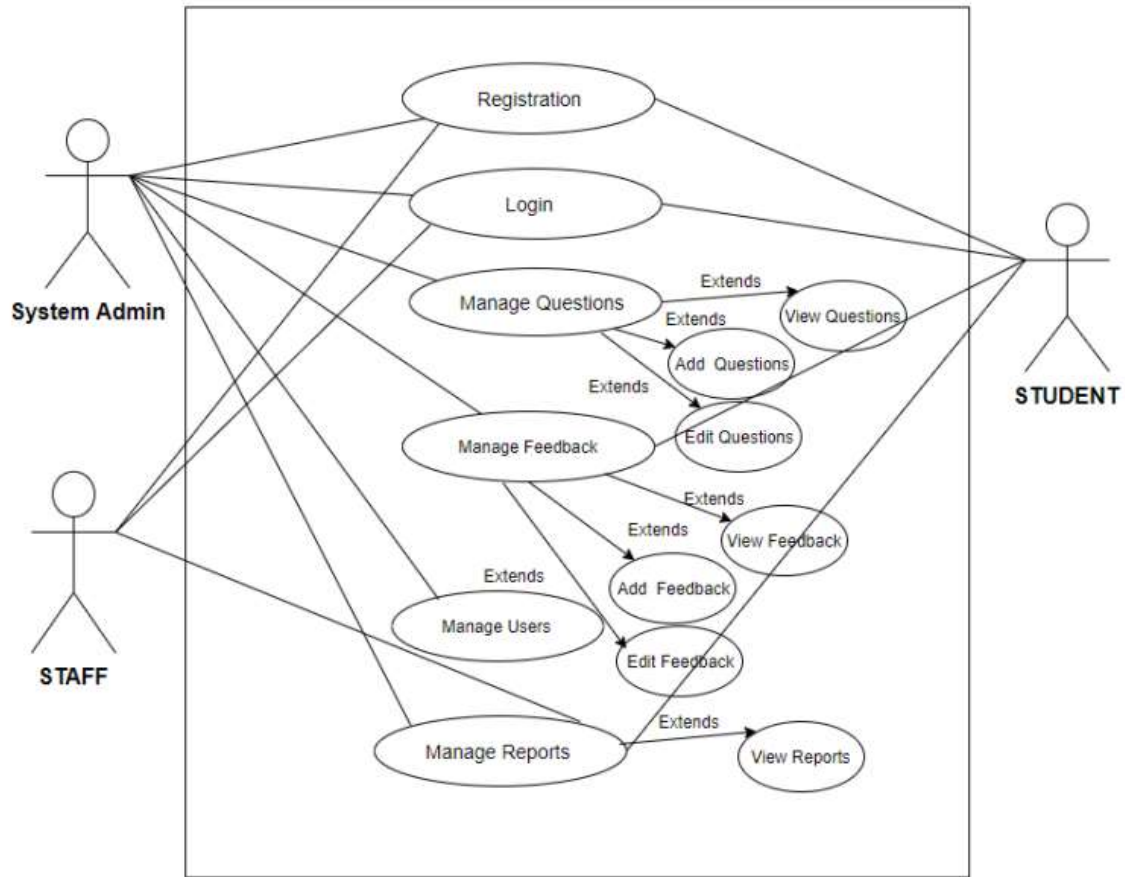 Registration
Login
System Admin
Manage Questions
Extends
View Questions
Extends
Add Questions
Extends
Edit Questions
STUDENT
Manage Feedback
Extends
View Feedback
Extends
Add Feedback
Extends
Manage Users
Edit Feedback
STAFF
Manage Reports
Extends
View Reports